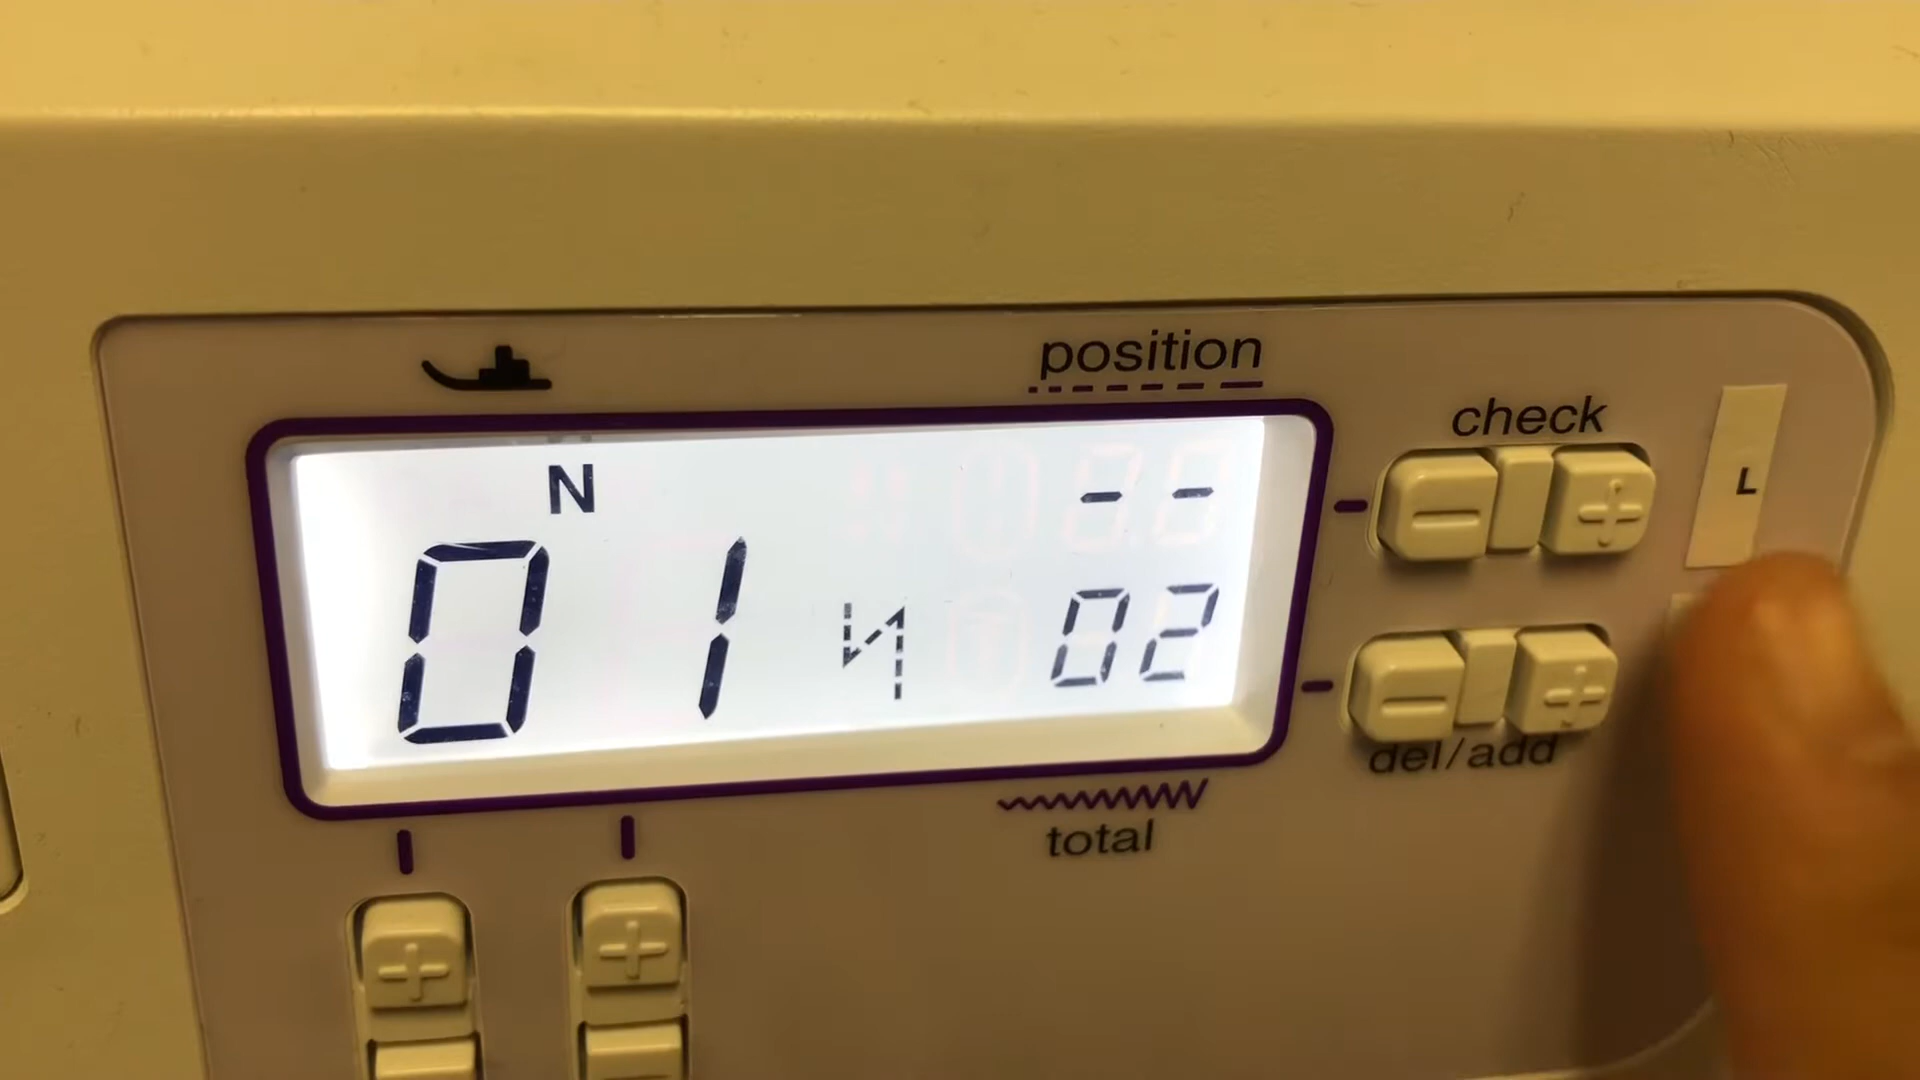 position
check
N
- -
L
01
02
del/add
total